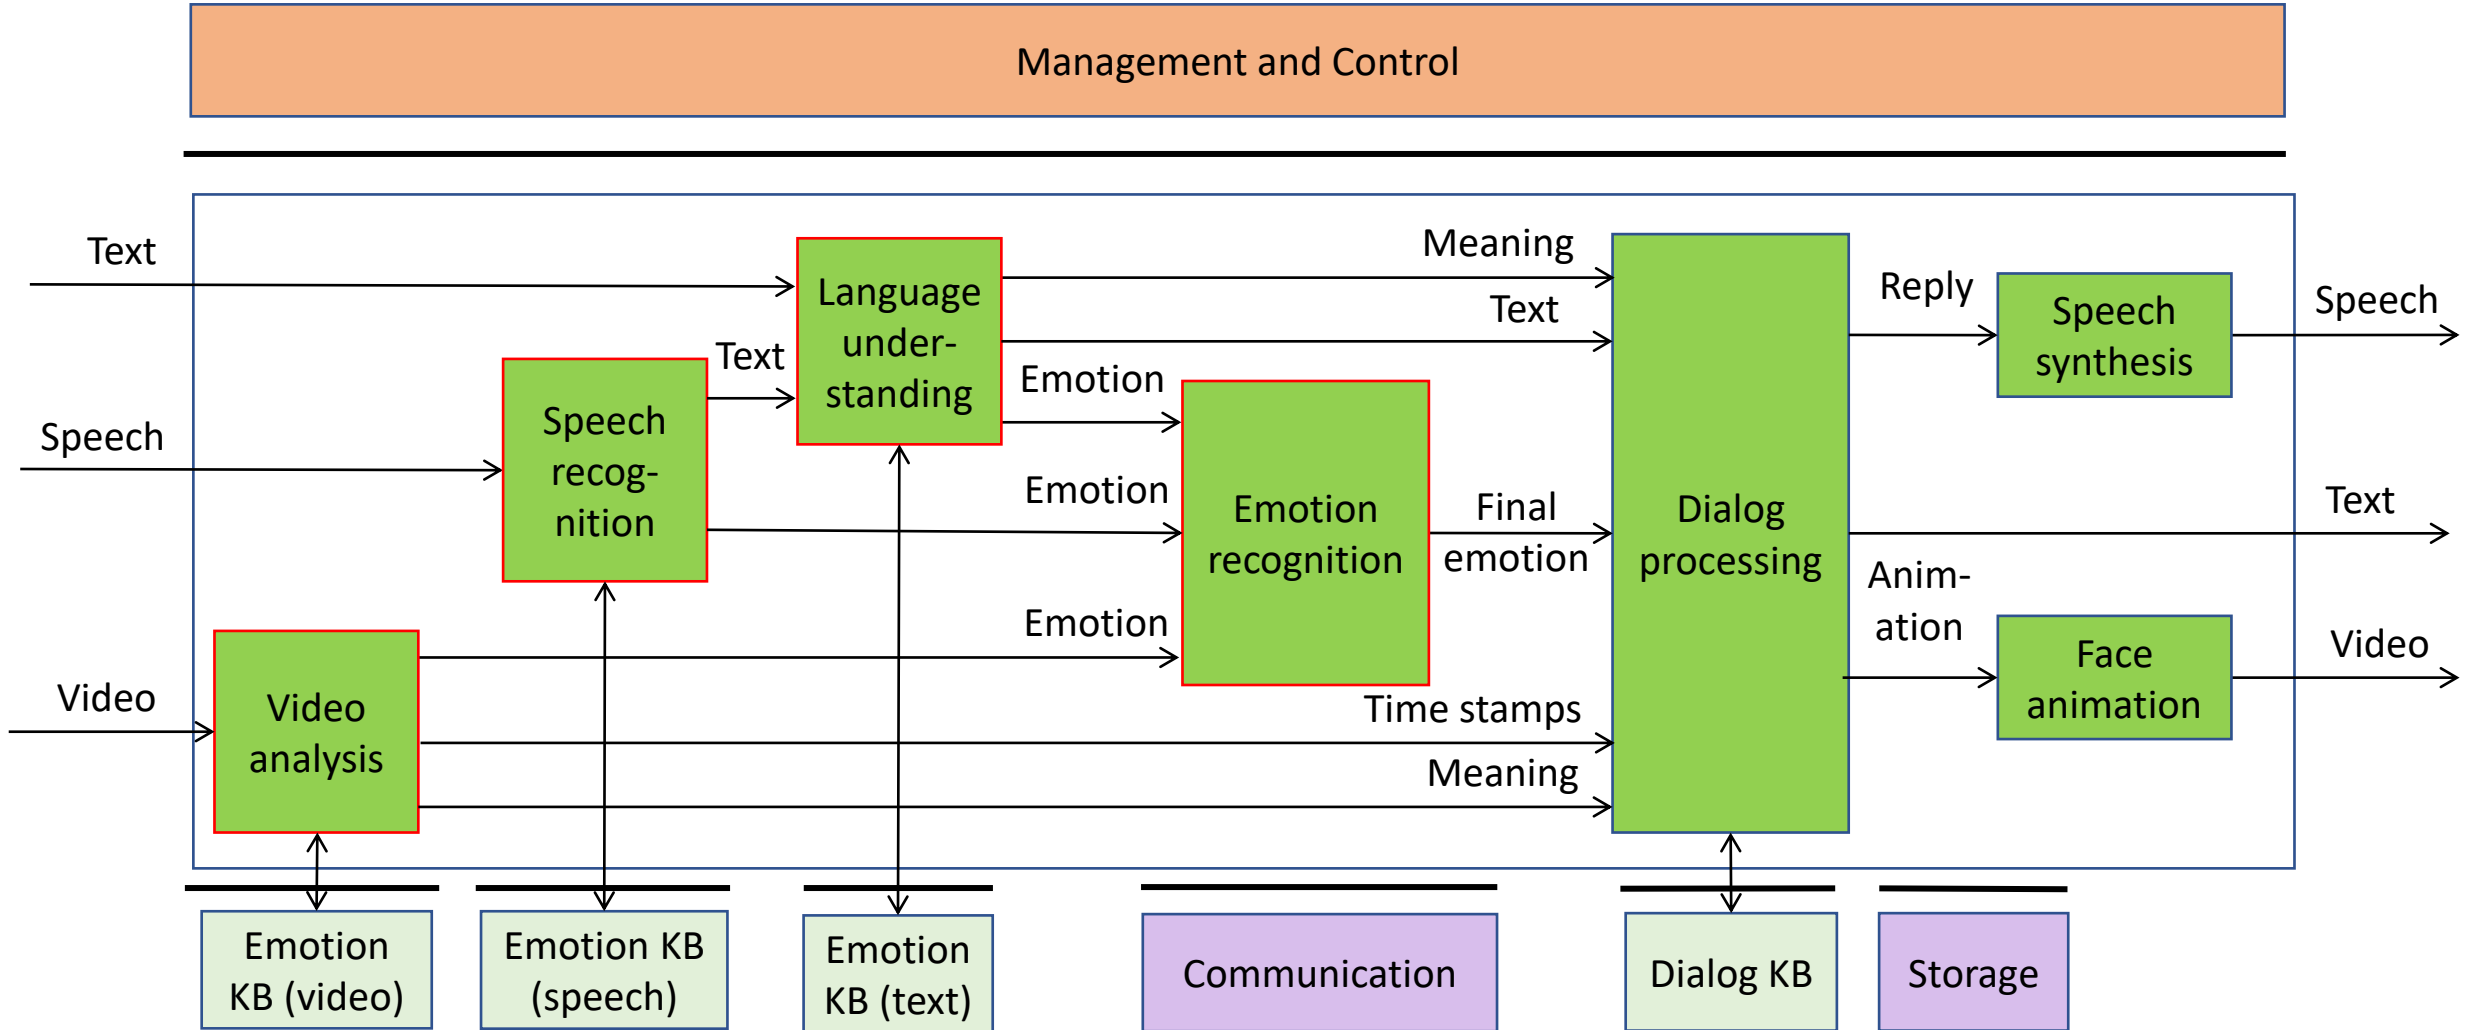 Management and Control
Text
Language
under-
standing
Meaning
Text
Reply
Speech
synthesis
Speech
Text
Speech
Speech
recog-
nition
Emotion
Emotion
Emotion
Emotion
recognition
Final
emotion
Dialog
processing
Text
Anim-
ation
Face
animation
Video
Video
Video
analysis
Time stamps
Meaning
Emotion
KB (video)
Emotion KB
(speech)
Emotion
KB (text)
Communication
Dialog KB
Storage